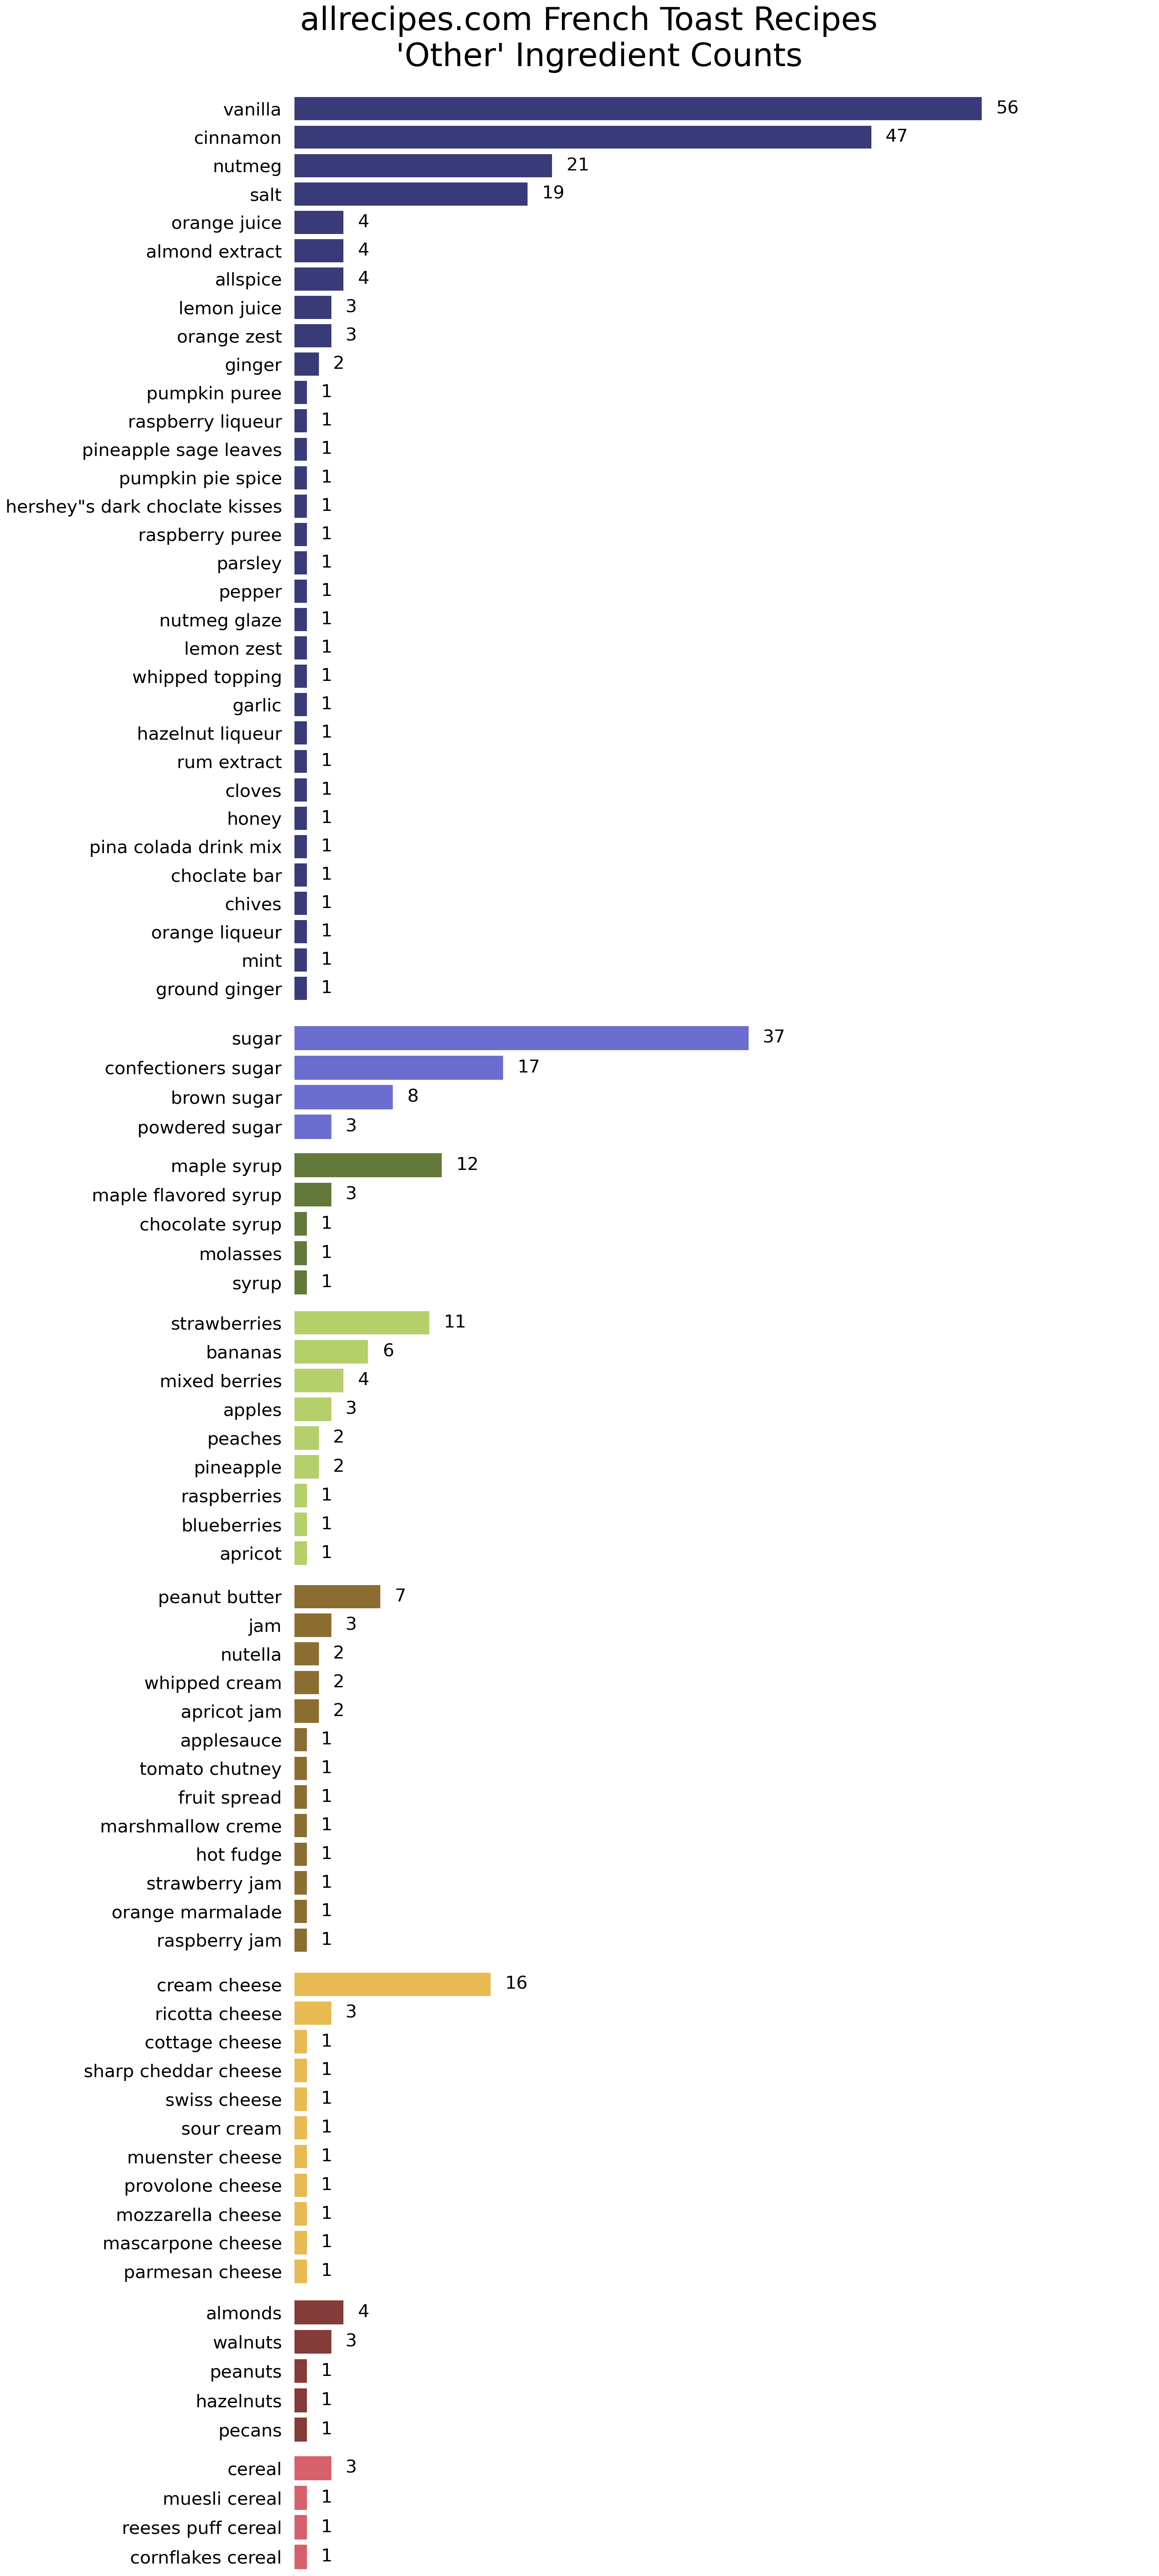 allrecipes.com French Toast Recipes
'Other' Ingredient Counts
vanilla 56
cinnamon 47
nutmeg 21
salt 19
orange juice 4
almond extract 4
allspice 4
lemon juice 3
orange zest 3
ginger 2
pumpkin puree 1
raspberry liqueur 1
pineapple sage leaves 1
pumpkin pie spice 1
hershey"s dark choclate kisses 1
raspberry puree 1
parsley 1
pepper 1
nutmeg glaze 1
lemon zest 1
whipped topping 1
garlic 1
hazelnut liqueur 1
rum extract 1
cloves 1
honey 1
pina colada drink mix 1
choclate bar 1
chives 1
orange liqueur 1
mint 1
ground ginger 1
sugar 37
confectioners sugar 17
brown sugar 8
powdered sugar 3
maple syrup 12
maple flavored syrup 3
chocolate syrup 1
molasses 1
syrup 1
strawberries 11
bananas 6
mixed berries 4
apples 3
peaches 2
pineapple 2
raspberries 1
blueberries 1
apricot 1
peanut butter 7
jam 3
nutella 2
whipped cream 2
apricot jam 2
applesauce 1
tomato chutney 1
fruit spread 1
marshmallow creme 1
hot fudge 1
strawberry jam 1
orange marmalade 1
raspberry jam 1
cream cheese 16
ricotta cheese 3
cottage cheese 1
sharp cheddar cheese 1
swiss cheese 1
sour cream 1
muenster cheese 1
provolone cheese 1
mozzarella cheese 1
mascarpone cheese 1
parmesan cheese 1
almonds 4
walnuts 3
peanuts 1
hazelnuts 1
pecans 1
cereal 3
muesli cereal 1
reeses puff cereal 1
cornflakes cereal 1